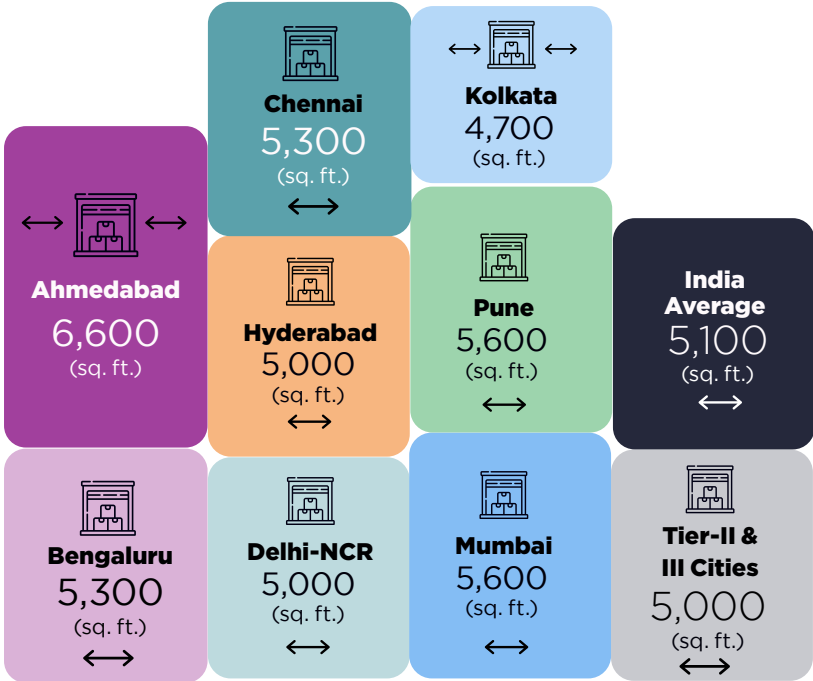 Chennai
5,300
(sq. ft.)
Kolkata
4,700
(sq. ft.)
Ahmedabad
6,600
(sq. ft.)
Hyderabad
5,000
(sq. ft.)
Pune
5,600
(sq. ft.)
India
Average
5,100
(sq. ft.)
Bengaluru
5,300
(sq. ft.)
Delhi-NCR
5,000
(sq. ft.)
Mumbai
5,600
(sq. ft.)
Tier-II &
III Cities
5,000
(sq. ft.)